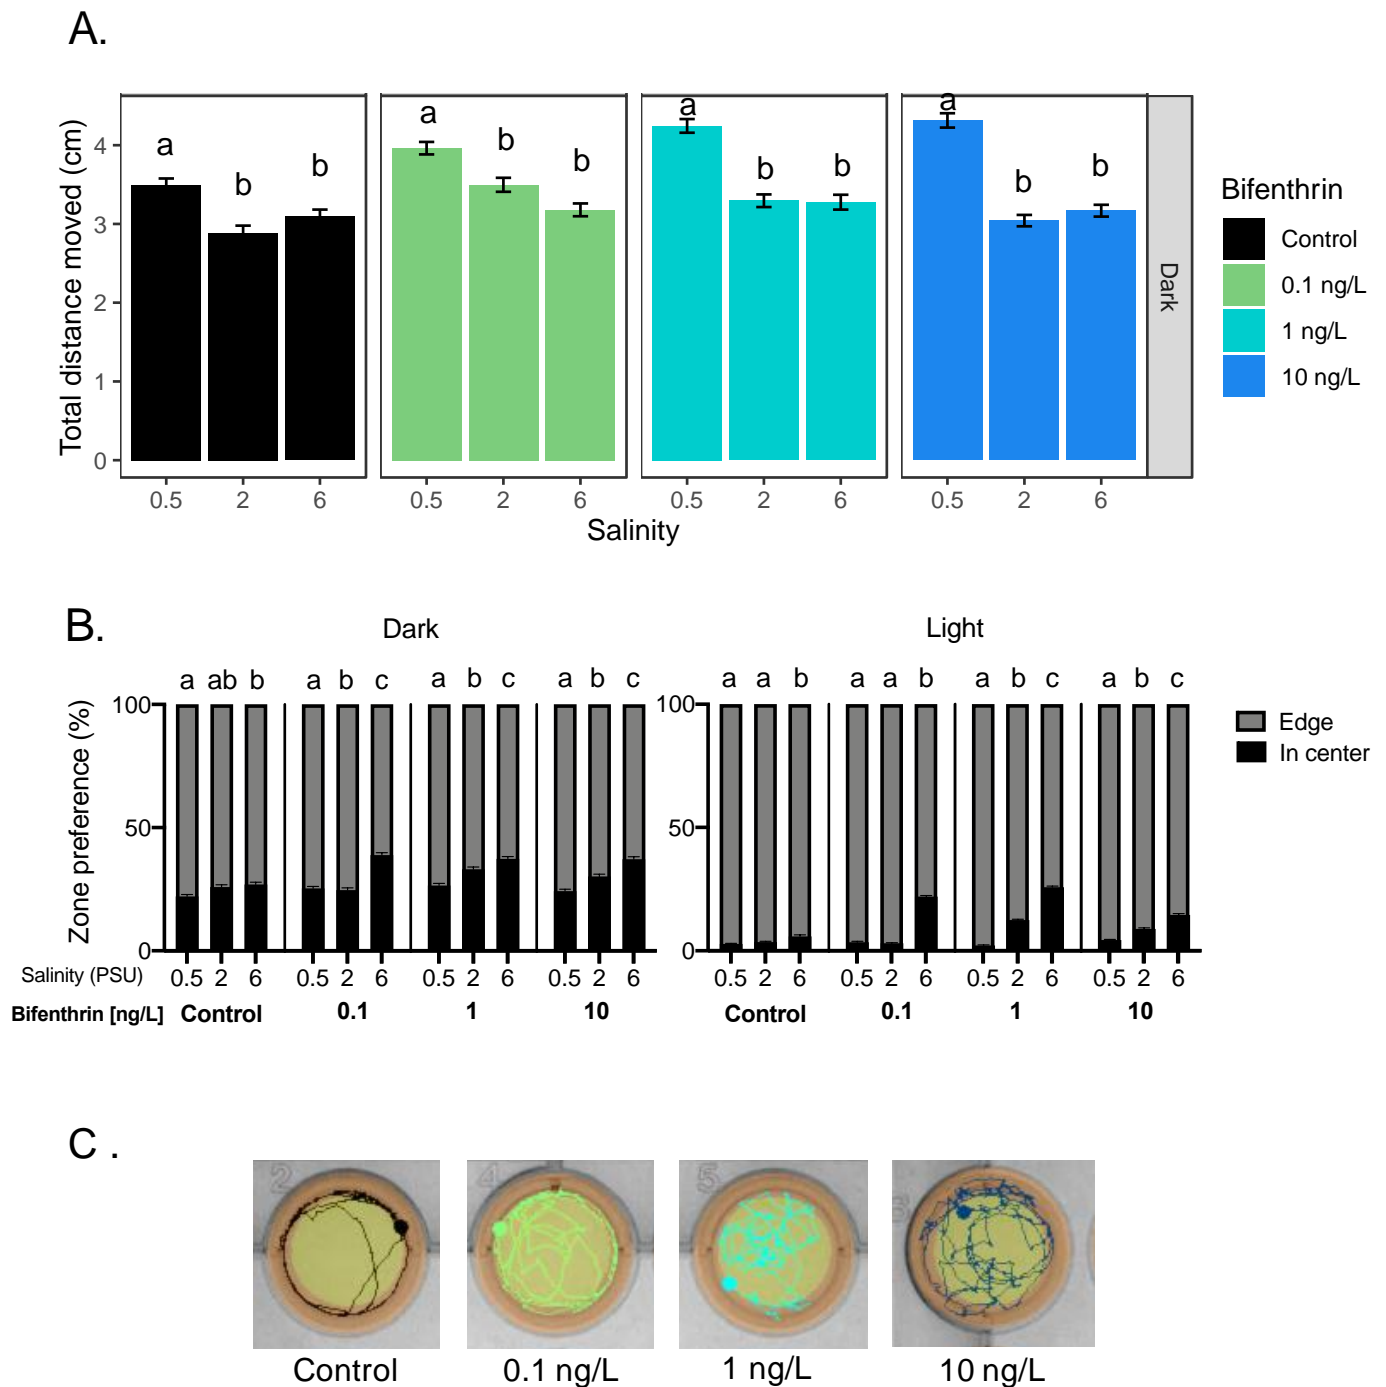 A.
a
b
b
a
b
b
a
b
b
a
b
b
Total distance moved (cm)
4
3
2
1
0
0.5 2 6
0.5 2 6
0.5 2 6
0.5 2 6
Salinity
Dark
Bifenthrin
Control
0.1 ng/L
1 ng/L
10 ng/L
B.
Dark
Light
a ab b a b c a b c a b c
a a b a a b a b c a b c
Zone preference (%)
100
50
0
100
50
0
Edge
In center
Salinity (PSU) 0.5 2 6 0.5 2 6 0.5 2 6 0.5 2 6
0.5 2 6 0.5 2 6 0.5 2 6 0.5 2 6
Bifenthrin [ng/L] Control 0.1 1 10
Control 0.1 1 10
C .
2
4
5
Control
0.1 ng/L
1 ng/L
10 ng/L